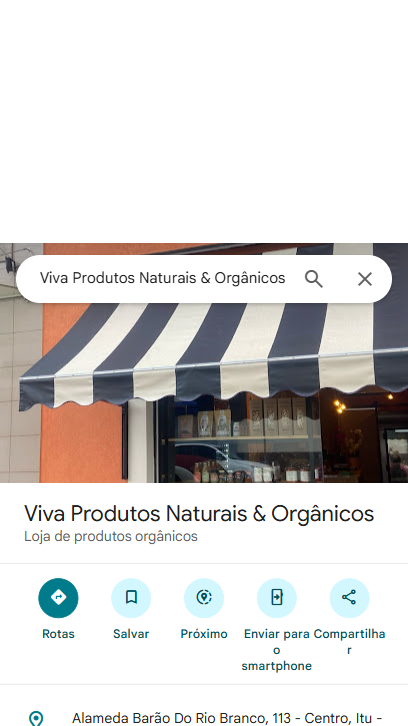 Viva Produtos Naturais & Orgânicos
Viva Produtos Naturais & Orgânicos
Loja de produtos orgânicos
Rotas
Salvar
Próximo
Enviar para
o
smartphone
Compartilha
r
Alameda Barão Do Rio Branco, 113 - Centro, Itu -